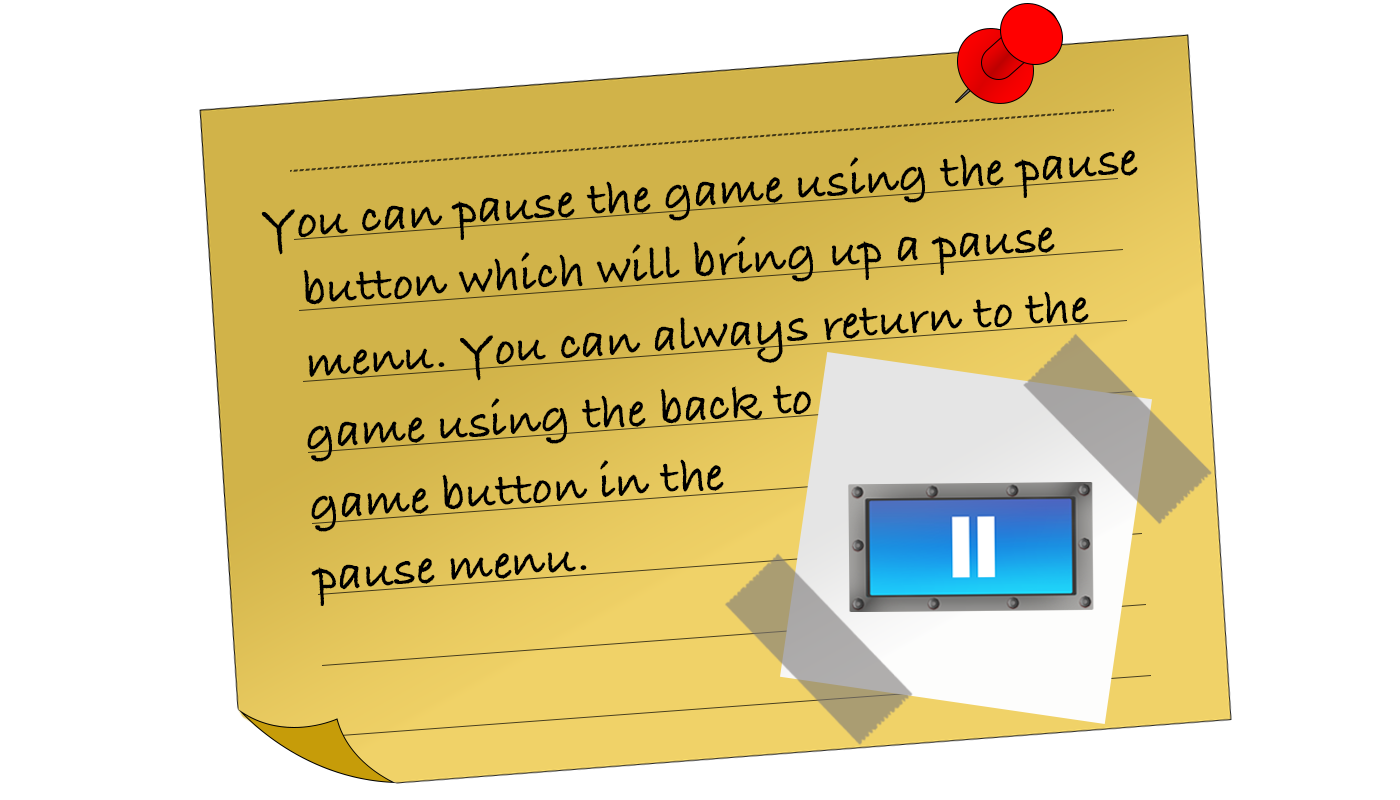 You can pause the game using the pause
button which will bring up a pause
menu. You can always return to the
game using the back to
game button in the
pause menu.